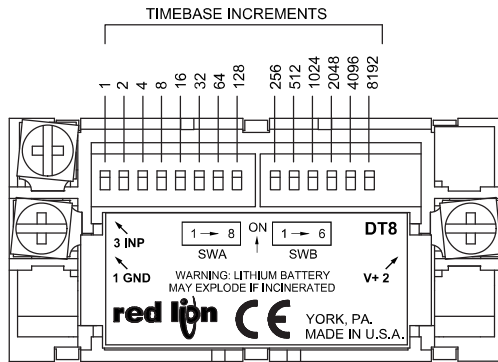 TIMEBASE INCREMENTS
1 2 4 8 16 32 64 128 256 512 1024 2048 4096 8192
3 INP
1 → 8
ON
1 → 6
DT8
SWA
SWB
1 GND
V+ 2
WARNING: LITHIUM BATTERY
MAY EXPLODE IF INCINERATED
red lion
CE
YORK, PA.
MADE IN U.S.A.